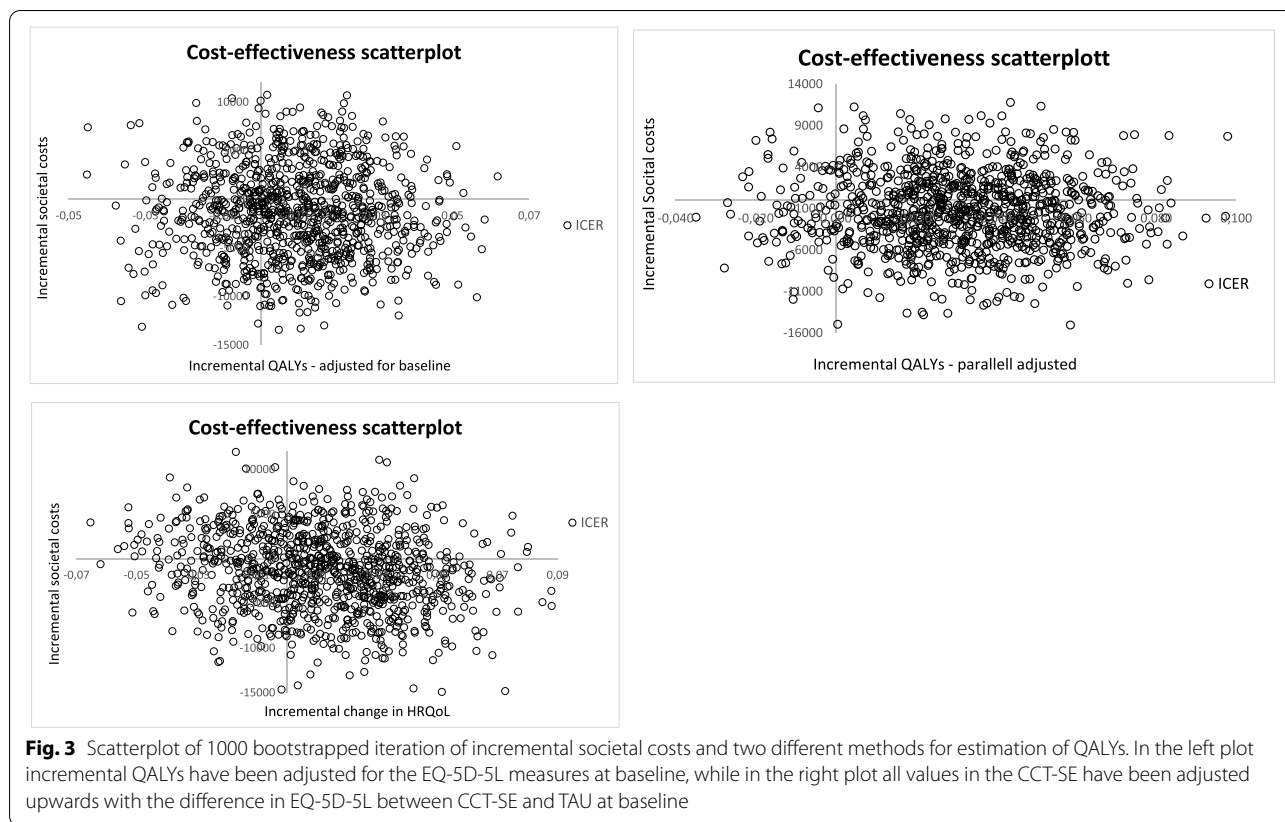 Cost-effectiveness scatterplot
10000
Incremental societal costs
-0,05
0,07
ICER
-10000
-15000
Incremental QALYs - adjusted for baseline
Cost-effectiveness scatterplott
14000
9000
4000
Incremental Socital costs
-1000
-0,040
-0,020
0,080
0,100
-6000
-11000
ICER
-16000
Incremental QALYs - parallell adjusted
Cost-effectiveness scatterplot
10000
Incremental societal costs
ICER
-0,07
-0,05
0,07
0,09
-10000
-15000
Incremental change in HRQoL
Fig. 3 Scatterplot of 1000 bootstrapped iteration of incremental societal costs and two different methods for estimation of QALYs. In the left plot
incremental QALYs have been adjusted for the EQ-5D-5L measures at baseline, while in the right plot all values in the CCT-SE have been adjusted
upwards with the difference in EQ-5D-5L between CCT-SE and TAU at baseline